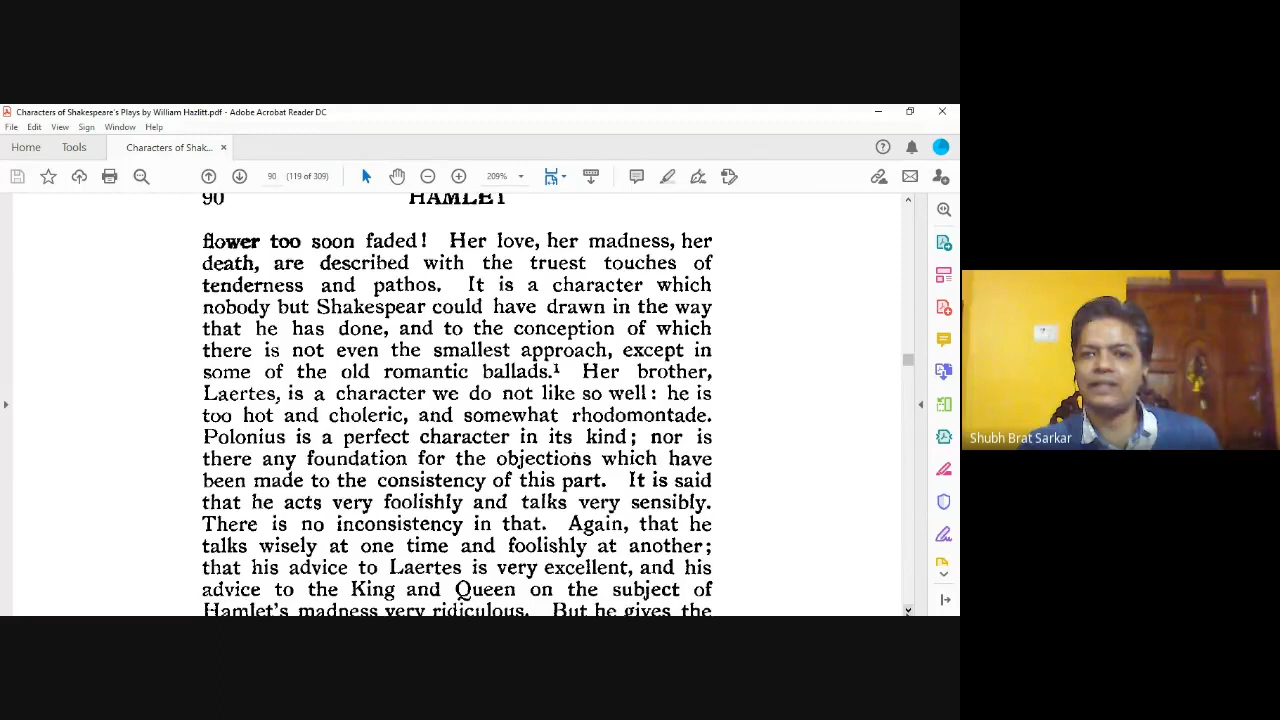 Characters of Shakespeare's Plays by William Hazlitt.pdf - Adobe Acrobat Reader DC
File Edit View Sign Window Help
Home Tools Characters of Shak... ×
90 (119 of 309) 209%
90 HAMLET
flower too soon faded! Her love, her madness, her
death, are described with the truest touches of
tenderness and pathos. It is a character which
nobody but Shakespear could have drawn in the way
that he has done, and to the conception of which
there is not even the smallest approach, except in
some of the old romantic ballads.¹ Her brother,
Laertes, is a character we do not like so well: he is
too hot and choleric, and somewhat rhodomontade.
Polonius is a perfect character in its kind; nor is
there any foundation for the objections which have
been made to the consistency of this part. It is said
that he acts very foolishly and talks very sensibly.
There is no inconsistency in that. Again, that he
talks wisely at one time and foolishly at another;
that his advice to Laertes is very excellent, and his
advice to the King and Queen on the subject of
Hamlet's madness very ridiculous. But he gives the
Shubh Brat Sarkar